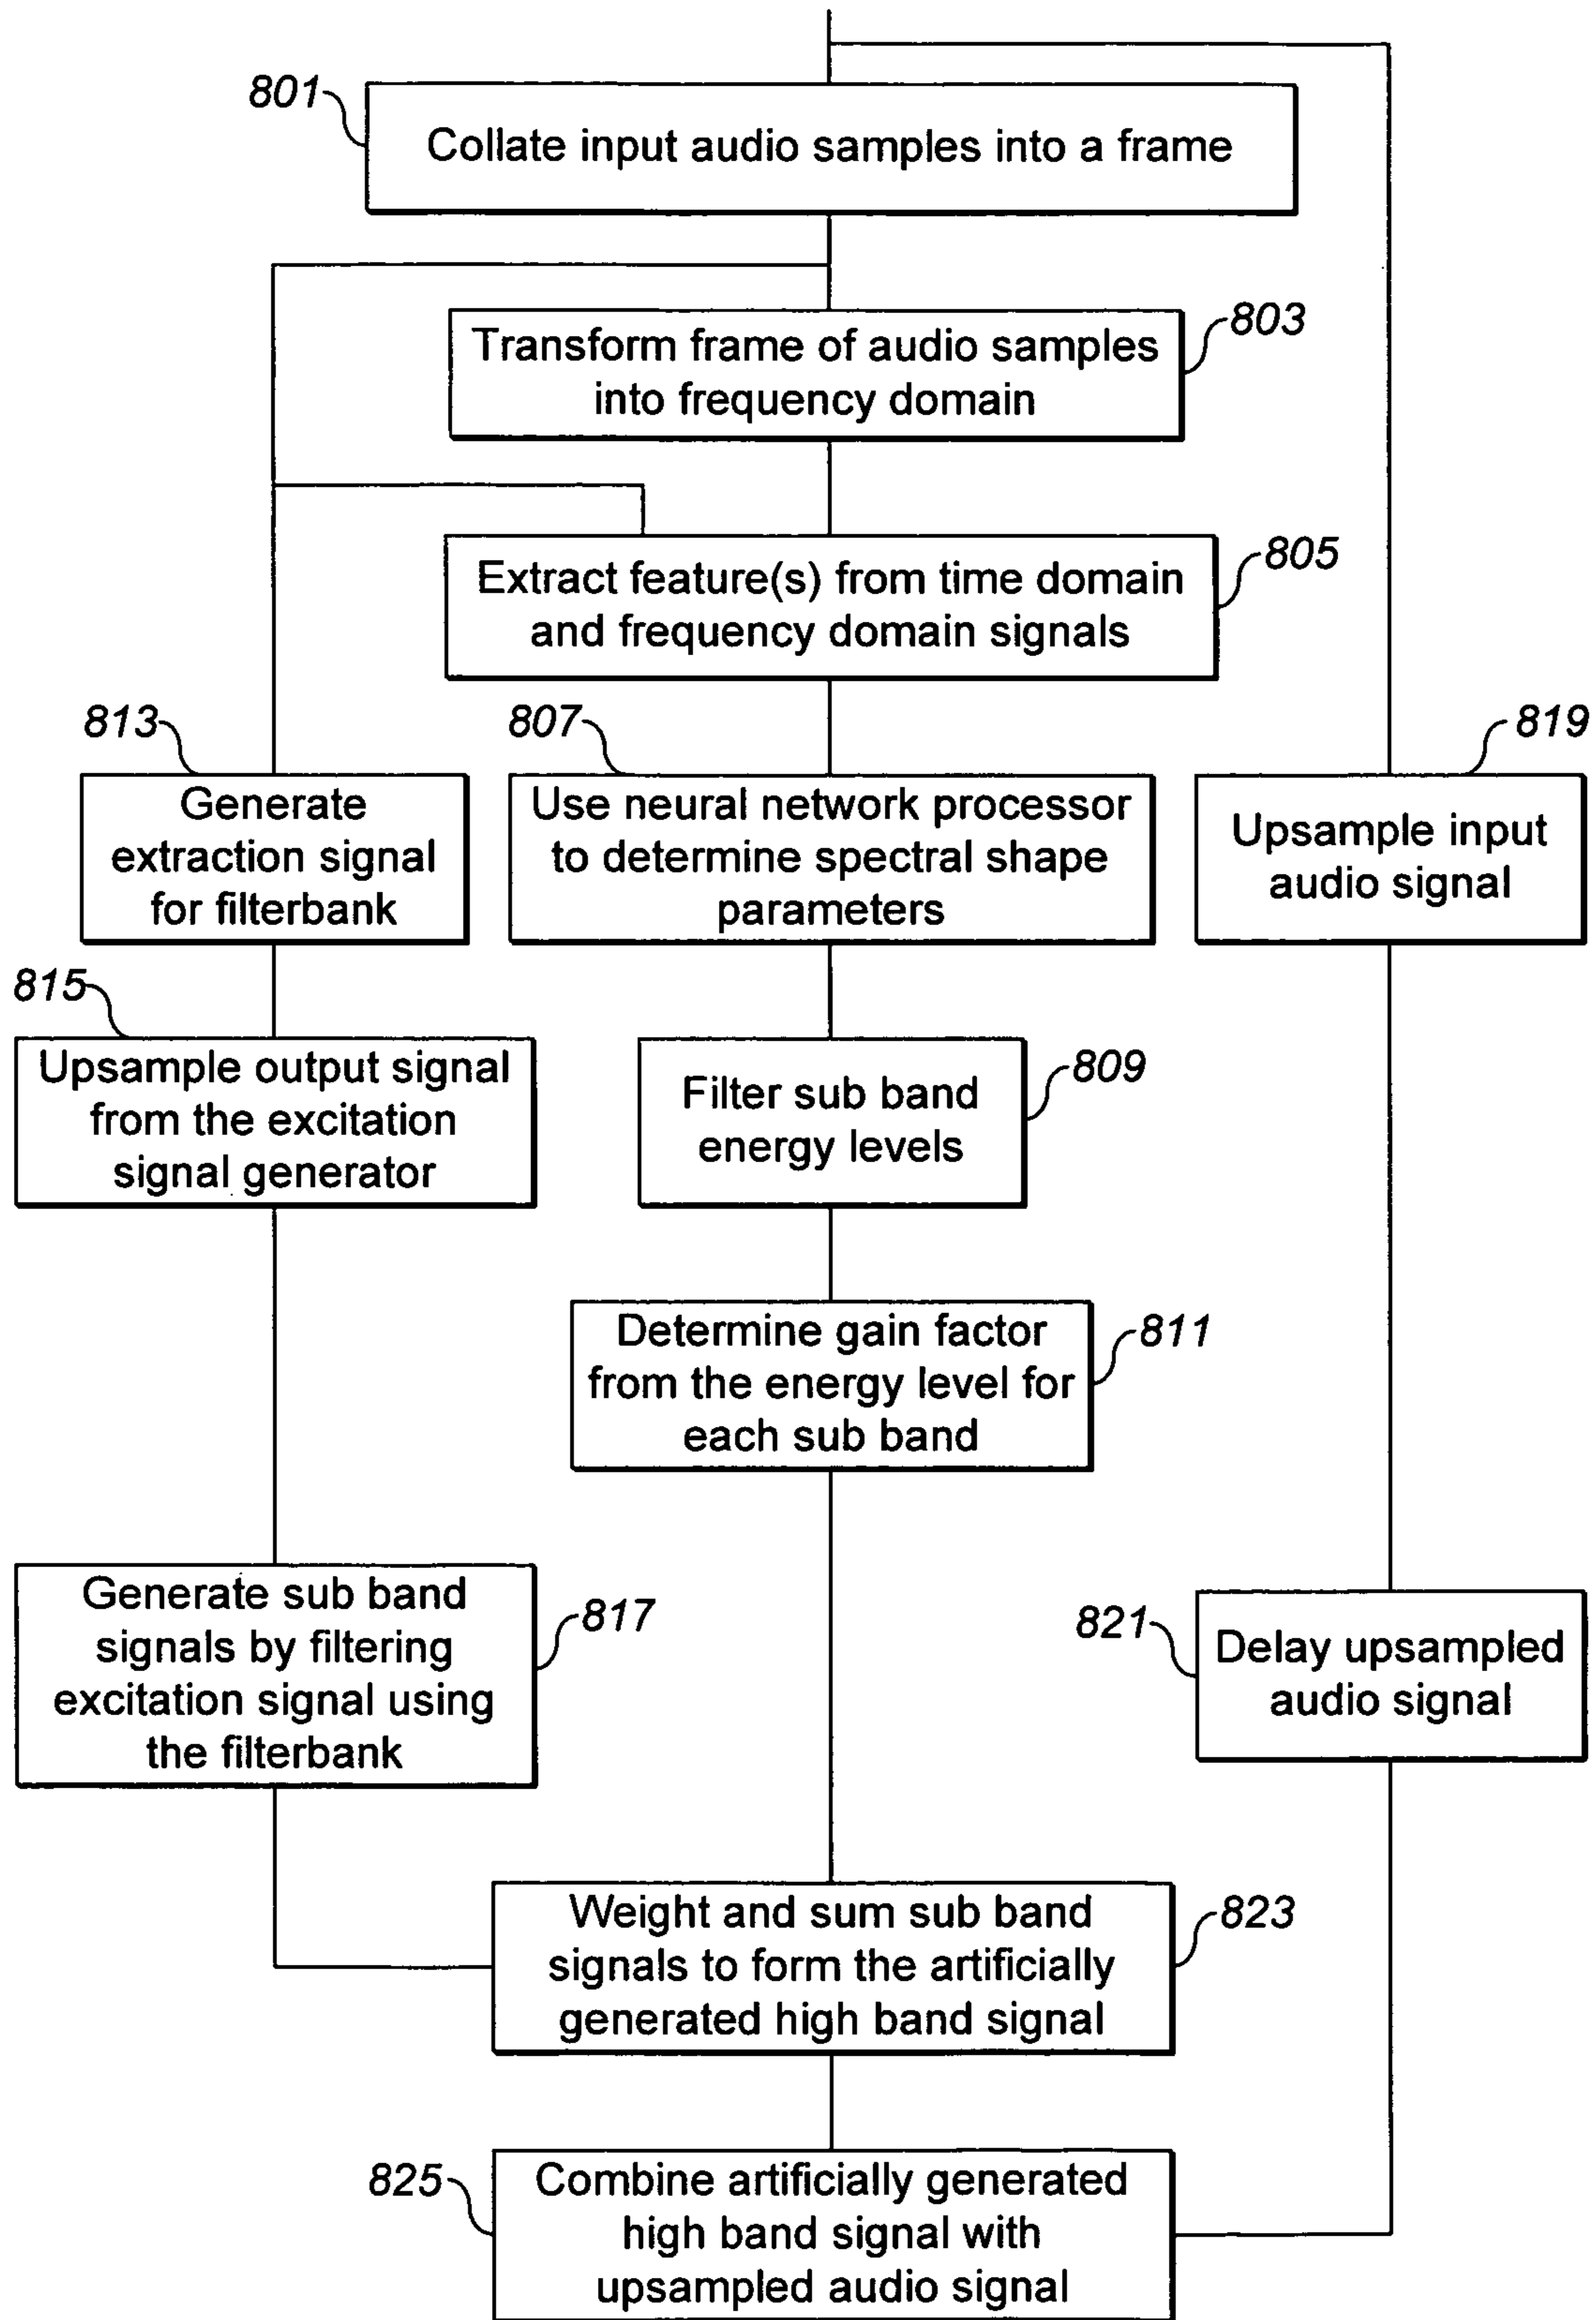 801
Collate input audio samples into a frame
803
Transform frame of audio samples
into frequency domain
805
Extract feature(s) from time domain
and frequency domain signals
813
Generate
extraction signal
for filterbank
807
Use neural network processor
to determine spectral shape
parameters
819
Upsample input
audio signal
815
Upsample output signal
from the excitation
signal generator
809
Filter sub band
energy levels
811
Determine gain factor
from the energy level for
each sub band
817
Generate sub band
signals by filtering
excitation signal using
the filterbank
821
Delay upsampled
audio signal
823
Weight and sum sub band
signals to form the artificially
generated high band signal
825
Combine artificially generated
high band signal with
upsampled audio signal